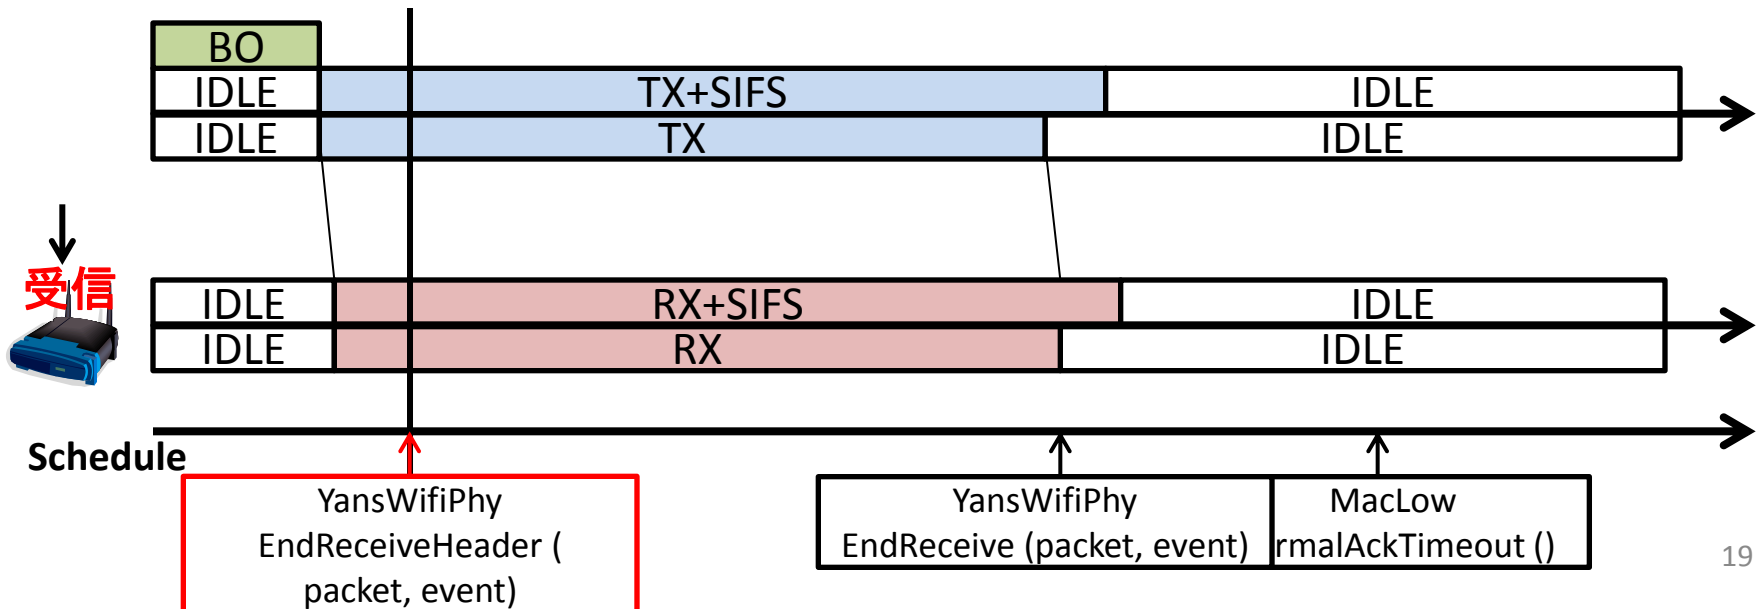 BO
IDLE TX+SIFS IDLE
IDLE TX IDLE
受信
IDLE RX+SIFS IDLE
IDLE RX IDLE
Schedule
YansWifiPhy
EndReceiveHeader (
packet, event)
YansWifiPhy
EndReceive (packet, event)
MacLow
rmalAckTimeout ()
19